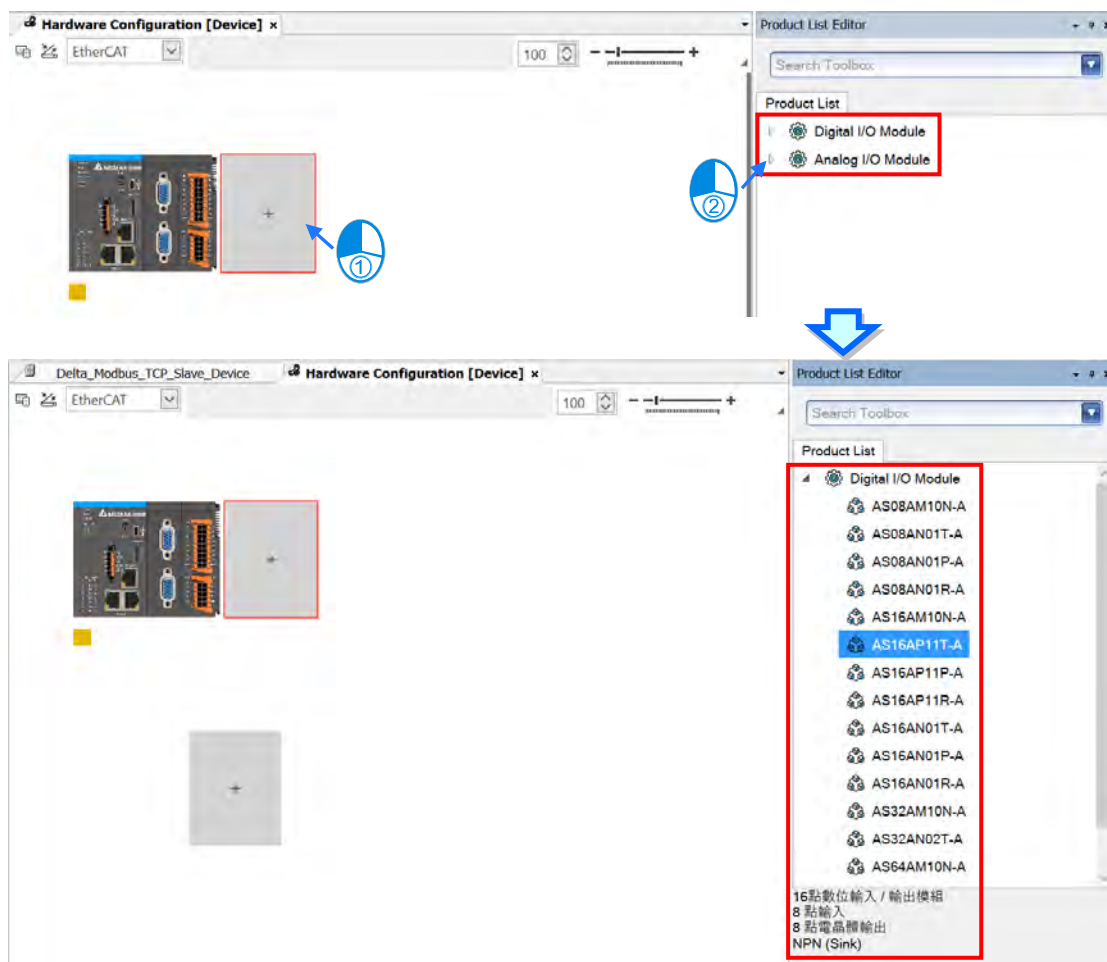 Hardware Configuration [Device] ×
Product List Editor
EtherCAT
100
Search Toolbox
Product List
Digital I/O Module
Analog I/O Module
①
②
Delta_Modbus_TCP_Slave_Device
Hardware Configuration [Device] ×
Product List Editor
EtherCAT
100
Search Toolbox
Product List
Digital I/O Module
AS08AM10N-A
AS08AN01T-A
AS08AN01P-A
AS08AN01R-A
AS16AM10N-A
AS16AP11T-A
AS16AP11P-A
AS16AP11R-A
AS16AN01T-A
AS16AN01P-A
AS16AN01R-A
AS32AM10N-A
AS32AN02T-A
AS64AM10N-A
16點數位輸入 / 輸出模組
8 點輸入
8 點電晶體輸出
NPN (Sink)